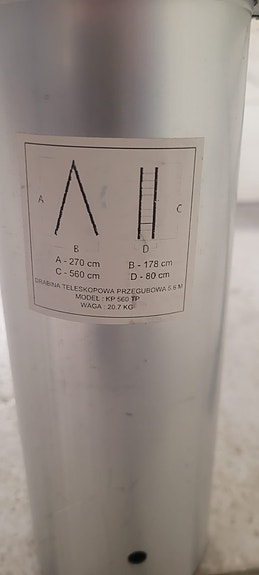 A
C
B
D
A - 270 cm B - 178 cm
C - 560 cm D - 80 cm
DRABINA TELESKOPOWA PRZEGUBOWA 5.6 M
MODEL : KP 560 TP
WAGA : 20.7 KG